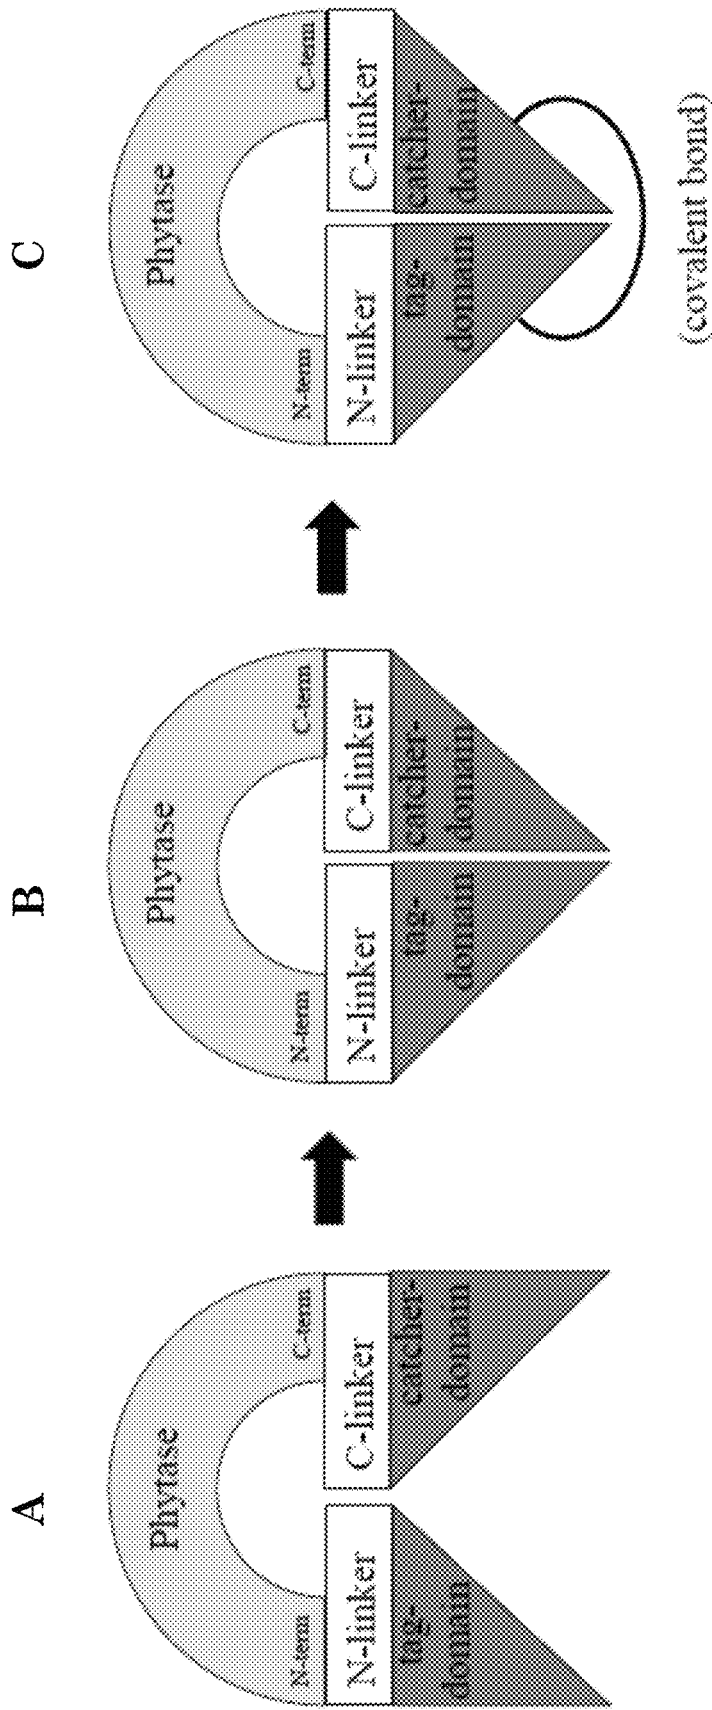 A
Phytase
N-term
C-term
N-linker
C-linker
tag-
domain
catcher-
domain
B
Phytase
N-term
C-term
N-linker
C-linker
tag-
domain
catcher-
domain
C
Phytase
N-term
C-term
N-linker
C-linker
tag-
domain
catcher-
domain
(covalent bond)